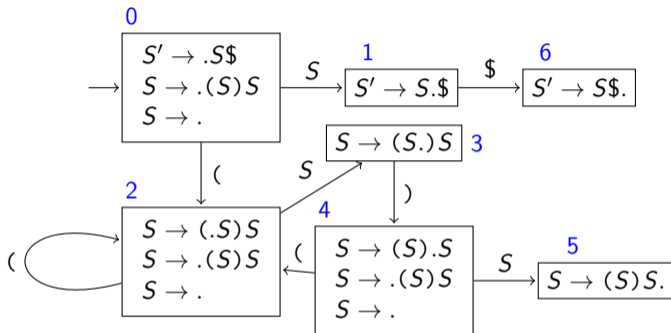 0
S′ → .S$
S → .(S)S
S → .
S
1
S′ → S.$
$
6
S′ → S$.
(
S
S → (S.)S
3
)
2
S → (.S)S
S → .(S)S
S → .
(
(
4
S → (S).S
S → .(S)S
S → .
S
5
S → (S)S.